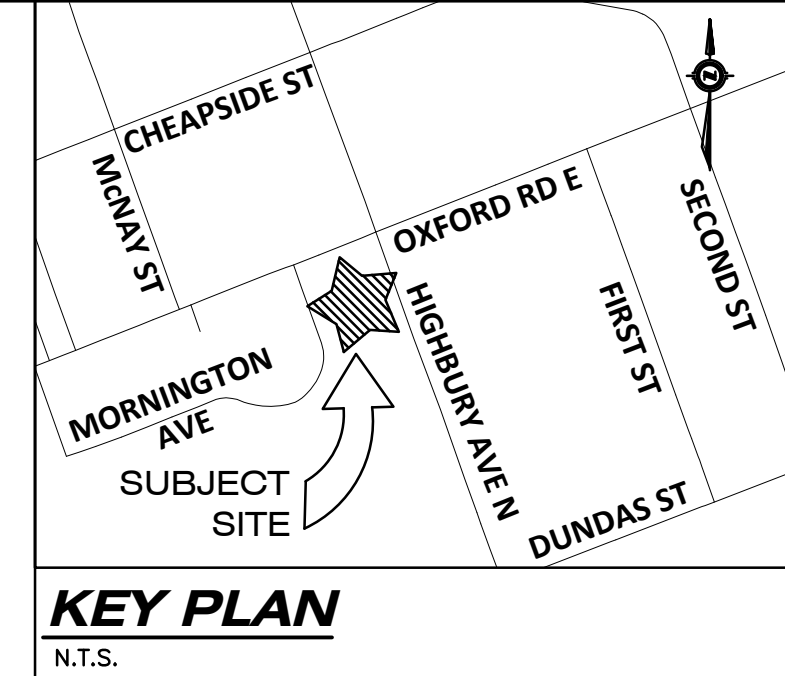 CHEAPSIDE ST
McNAY ST
OXFORD RD E
SECOND ST
HIGHBURY AVE N
FIRST ST
MORNINGTON
AVE
SUBJECT
SITE
DUNDAS ST
KEY PLAN
N.T.S.
N